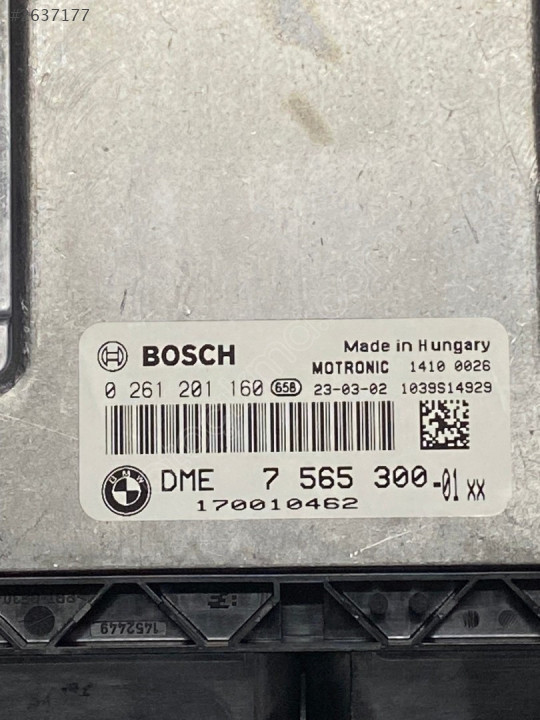 BOSCH
Made in Hungary
MOTRONIC 1410 0026
0 261 201 160 658 23-03-02 1039S14929
BMW DME 7 565 300-01 xx
170010462
1452449